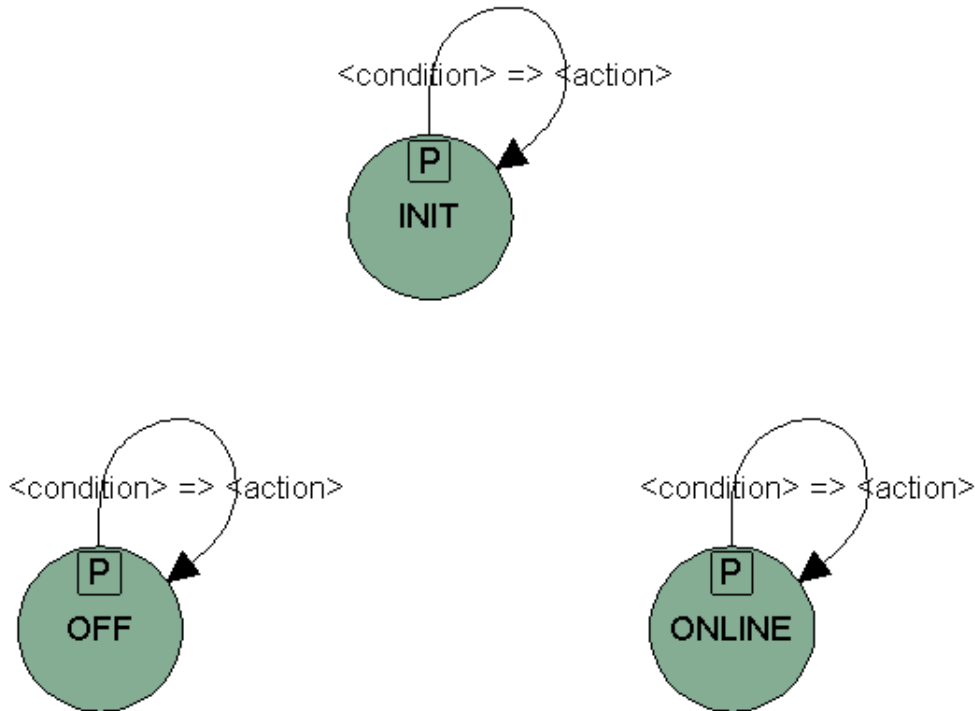 <condition> => <action>
P
INIT
<condition> => <action>
<condition> => <action>
P
P
OFF
ONLINE